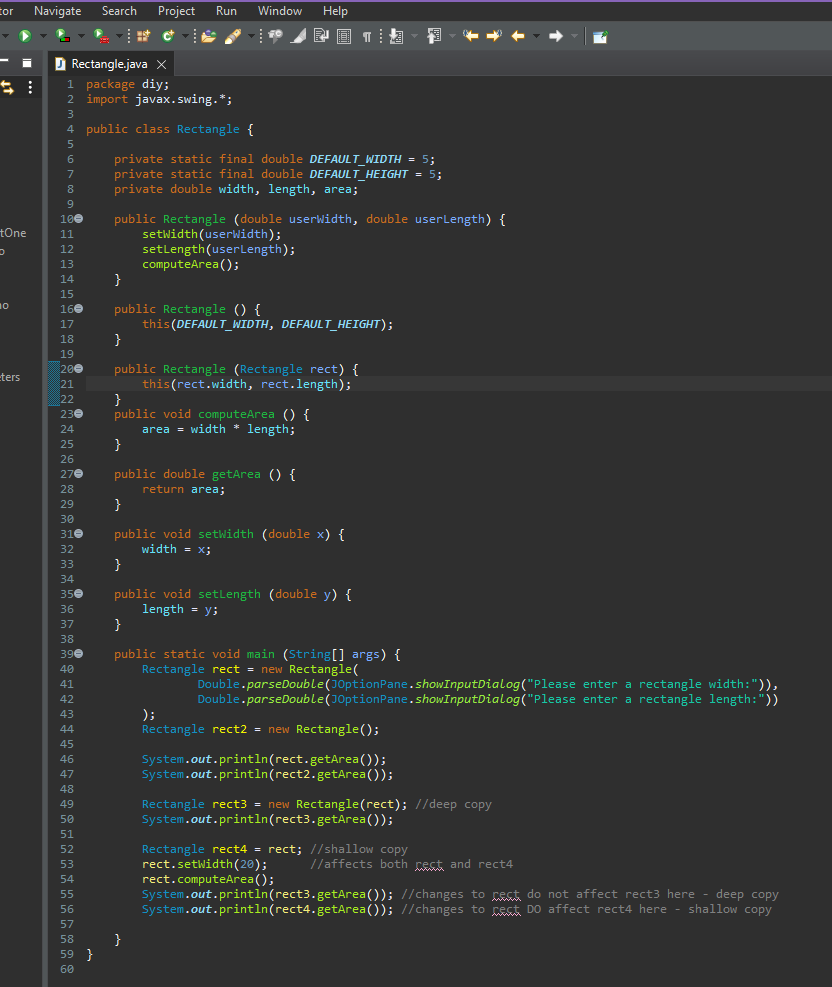 tor Navigate Search Project Run Window Help
Rectangle.java
tOne
o
no
eters
1 package diy;
2 import javax.swing.*;
3
4 public class Rectangle {
5
6     private static final double DEFAULT_WIDTH = 5;
7     private static final double DEFAULT_HEIGHT = 5;
8     private double width, length, area;
9
10     public Rectangle (double userWidth, double userLength) {
11         setWidth(userWidth);
12         setLength(userLength);
13         computeArea();
14     }
15
16     public Rectangle () {
17         this(DEFAULT_WIDTH, DEFAULT_HEIGHT);
18     }
19
20     public Rectangle (Rectangle rect) {
21         this(rect.width, rect.length);
22     }
23     public void computeArea () {
24         area = width * length;
25     }
26
27     public double getArea () {
28         return area;
29     }
30
31     public void setWidth (double x) {
32         width = x;
33     }
34
35     public void setLength (double y) {
36         length = y;
37     }
38
39     public static void main (String[] args) {
40         Rectangle rect = new Rectangle(
41                 Double.parseDouble(JOptionPane.showInputDialog("Please enter a rectangle width:")),
42                 Double.parseDouble(JOptionPane.showInputDialog("Please enter a rectangle length:"))
43         );
44         Rectangle rect2 = new Rectangle();
45
46         System.out.println(rect.getArea());
47         System.out.println(rect2.getArea());
48
49         Rectangle rect3 = new Rectangle(rect); //deep copy
50         System.out.println(rect3.getArea());
51
52         Rectangle rect4 = rect; //shallow copy
53         rect.setWidth(20);      //affects both rect and rect4
54         rect.computeArea();
55         System.out.println(rect3.getArea()); //changes to rect do not affect rect3 here - deep copy
56         System.out.println(rect4.getArea()); //changes to rect DO affect rect4 here - shallow copy
57
58     }
59 }
60